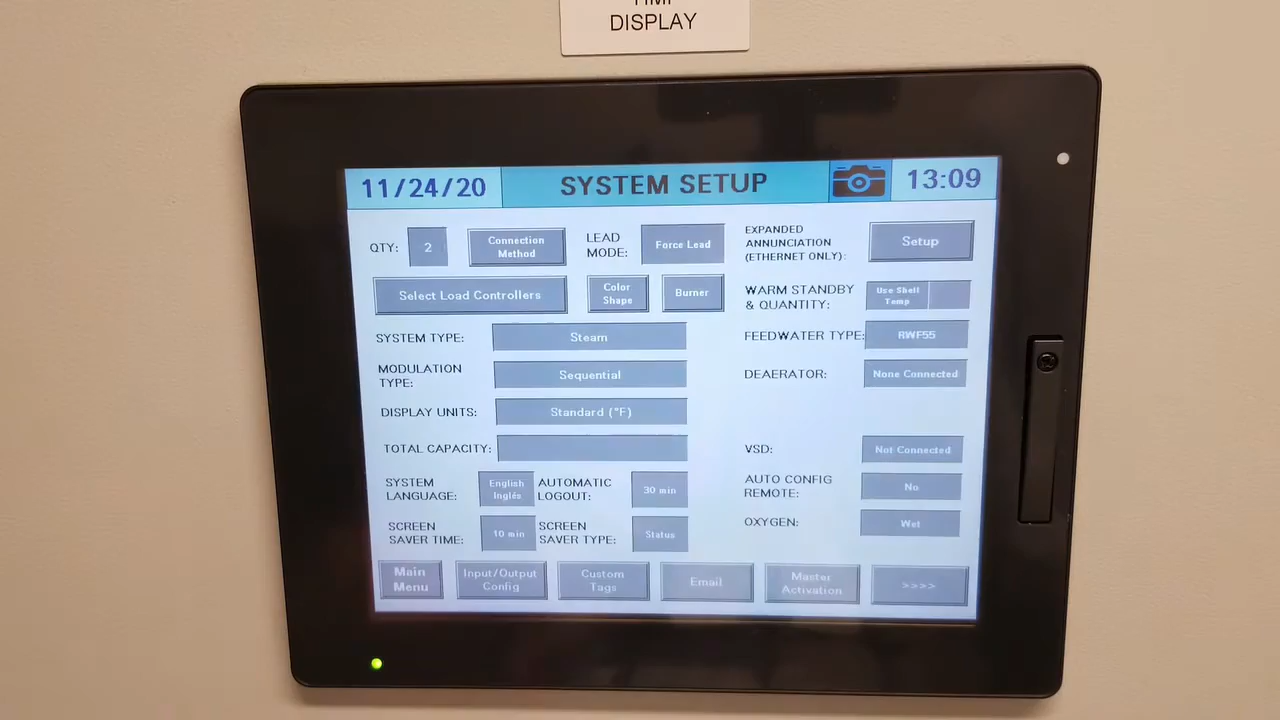 DISPLAY
11/24/20 SYSTEM SETUP 13:09
QTY: 2
Connection
Method
LEAD
MODE:
Force Lead
EXPANDED
ANNUNCIATION
(ETHERNET ONLY):
Setup
Select Load Controllers
Color
Shape
Burner
WARM STANDBY
& QUANTITY:
Use Shell
Temp
SYSTEM TYPE: Steam
FEEDWATER TYPE: RWF55
MODULATION
TYPE:
Sequential
DEAERATOR: None Connected
DISPLAY UNITS: Standard (°F)
TOTAL CAPACITY:
VSD: Not Connected
SYSTEM
LANGUAGE:
English
Inglés
AUTOMATIC
LOGOUT:
30 min
AUTO CONFIG
REMOTE:
No
SCREEN
SAVER TIME:
10 min
SCREEN
SAVER TYPE:
Status
OXYGEN: Wet
Main
Menu
Input/Output
Config
Custom
Tags
Email
Master
Activation
>>>>